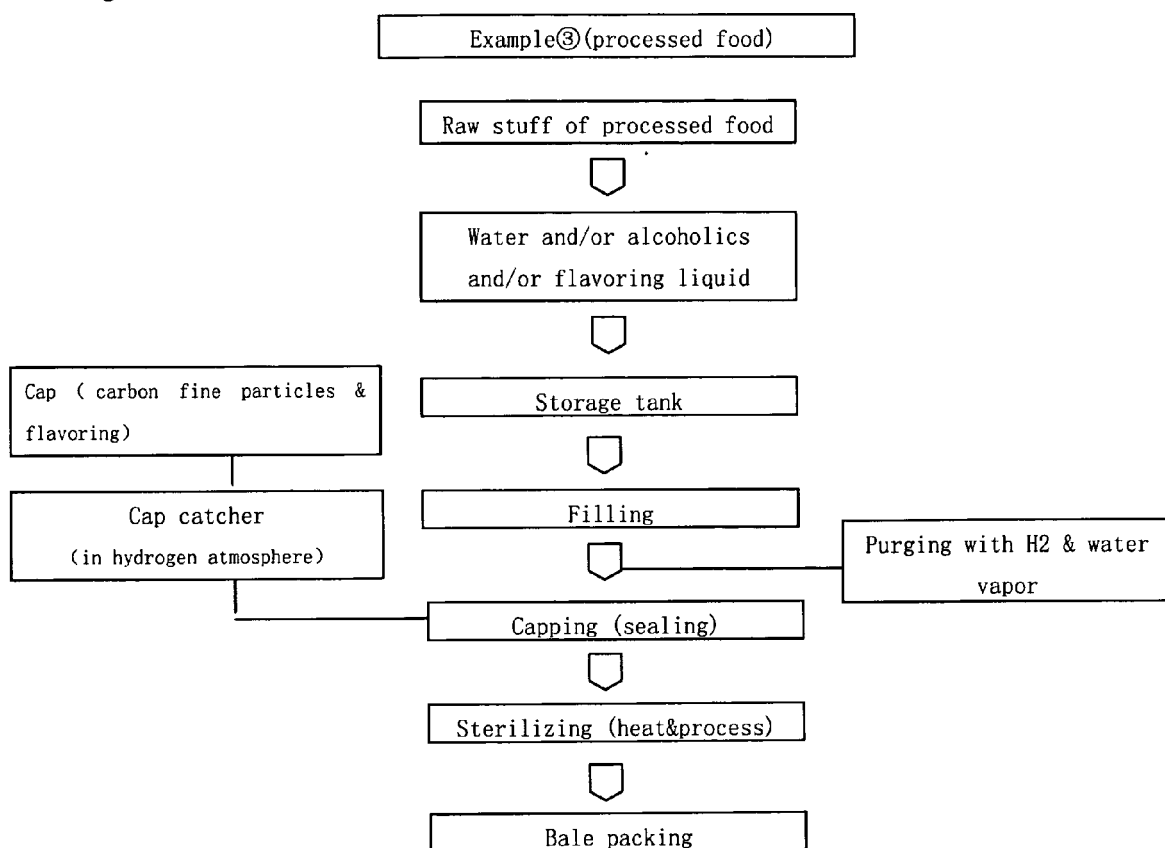 Example③(processed food)
Raw stuff of processed food
Water and/or alcoholics
and/or flavoring liquid
Cap ( carbon fine particles &
flavoring)
Storage tank
Cap catcher
(in hydrogen atmosphere)
Filling
Purging with H2 & water
vapor
Capping (sealing)
Sterilizing (heat&process)
Bale packing